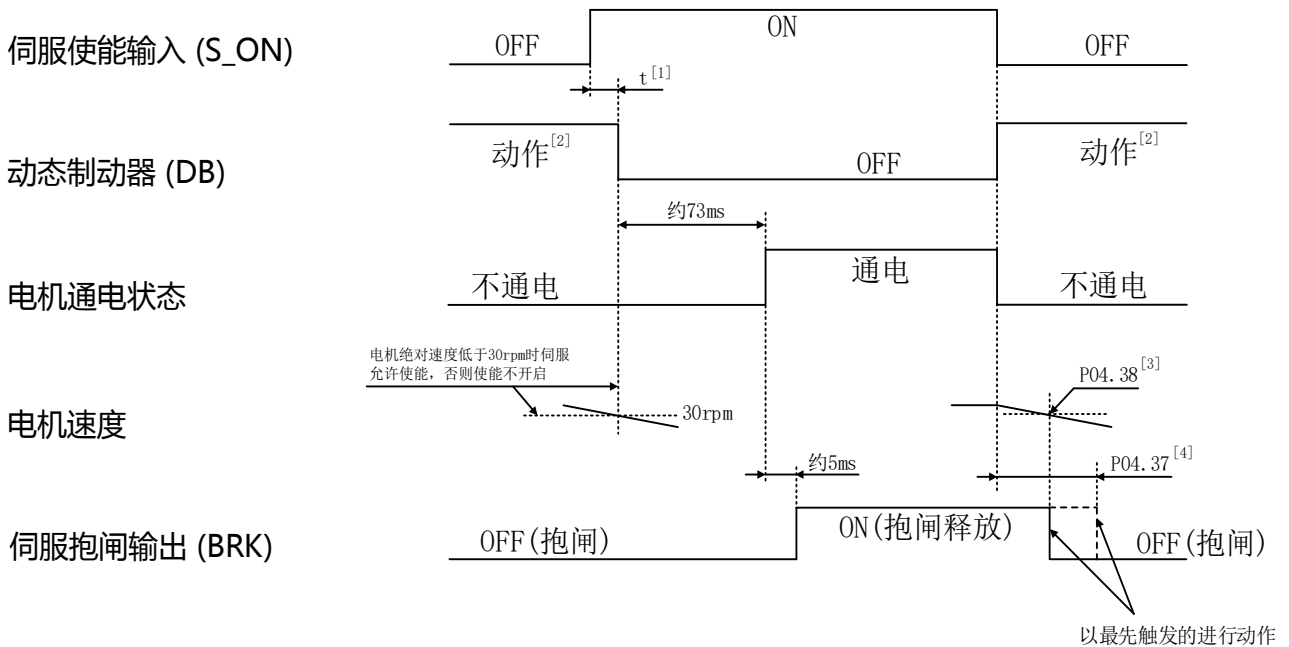 伺服使能输入 (S_ON)
OFF
ON
OFF
t[1]
动态制动器 (DB)
动作[2]
OFF
动作[2]
约73ms
电机通电状态
不通电
通电
不通电
电机绝对速度低于30rpm时伺服
允许使能，否则使能不开启
P04.38[3]
电机速度
30rpm
约5ms
P04.37[4]
伺服抱闸输出 (BRK)
OFF(抱闸)
ON(抱闸释放)
OFF(抱闸)
以最先触发的进行动作